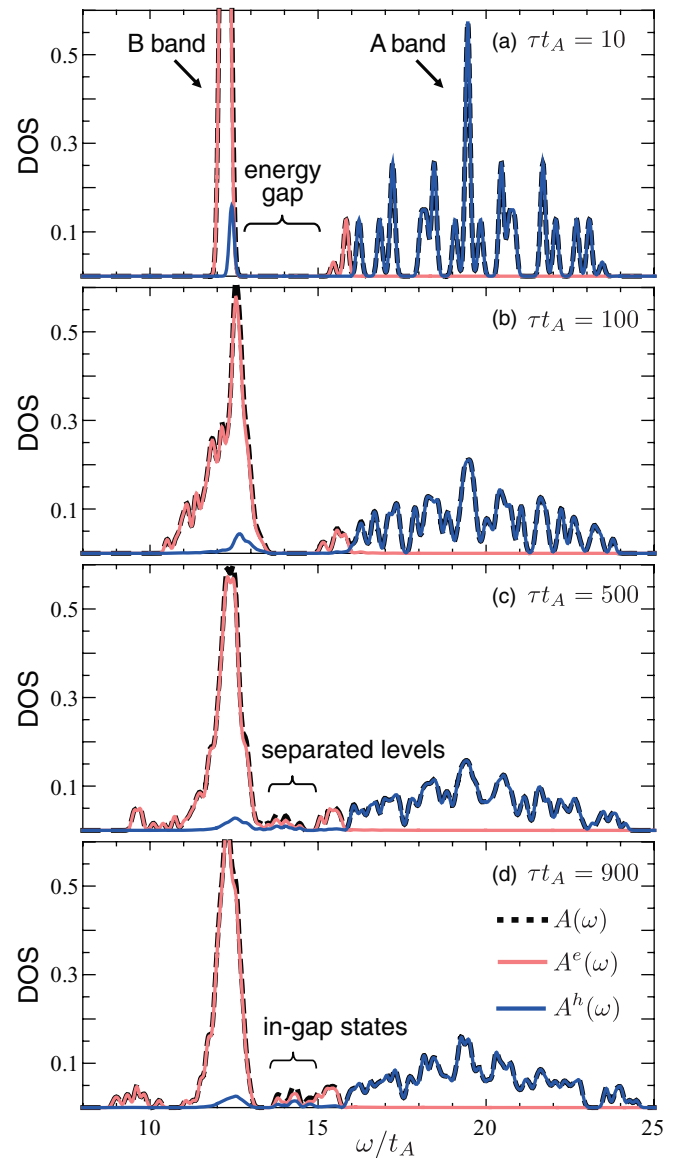 B band
A band
(a) τt_A = 10
0.5
0.3
0.1
DOS
energy
gap
(b) τt_A = 100
0.5
0.3
0.1
DOS
(c) τt_A = 500
0.5
0.3
0.1
DOS
separated levels
(d) τt_A = 900
0.5
0.3
0.1
DOS
A(ω)
A^e(ω)
A^h(ω)
in-gap states
10 15 20 25
ω/t_A